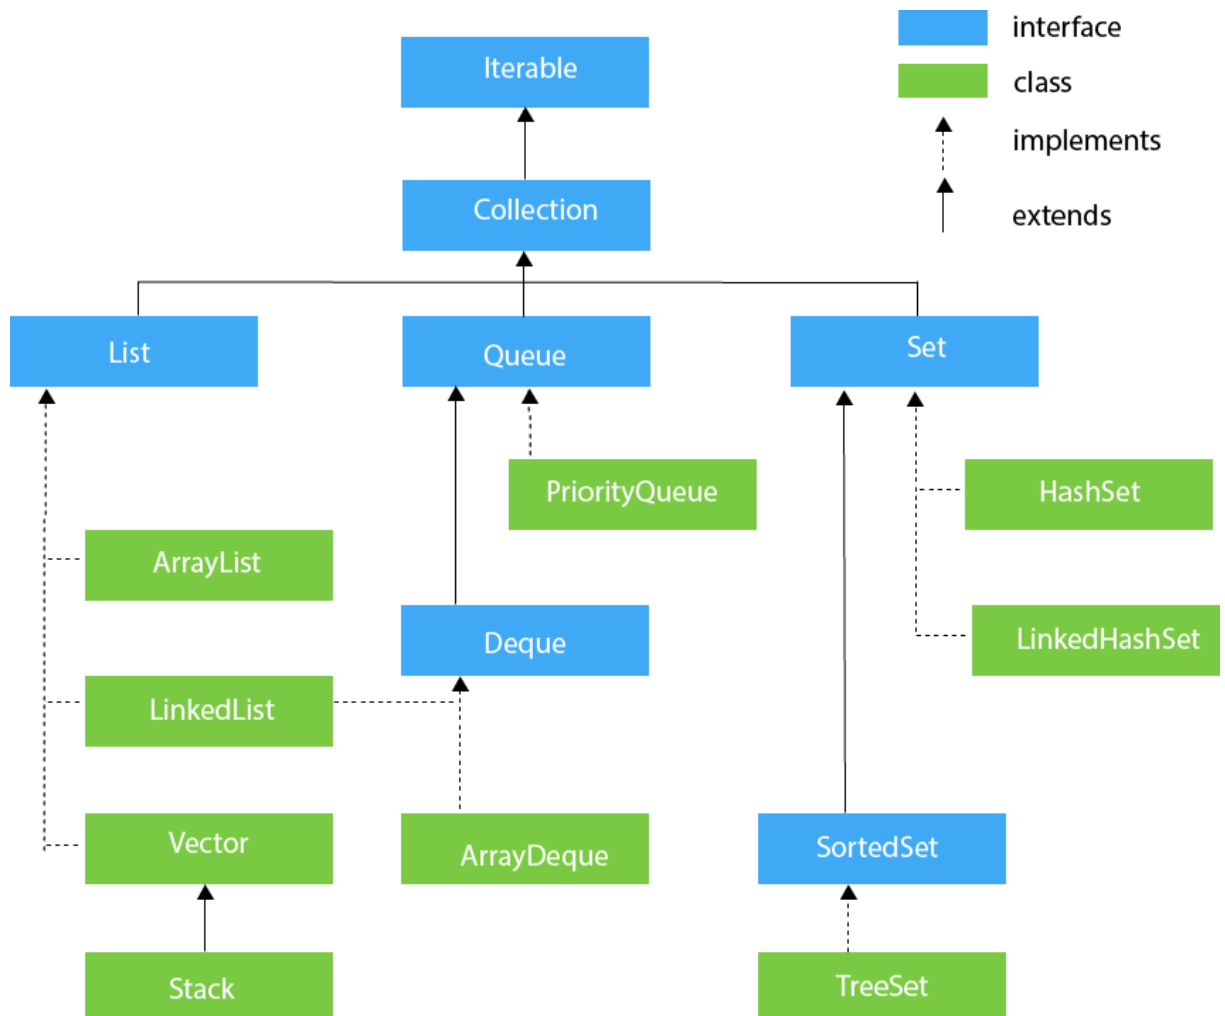 interface
class
implements
extends
Iterable
Collection
List
Queue
Set
PriorityQueue
HashSet
ArrayList
Deque
LinkedHashSet
LinkedList
Vector
ArrayDeque
SortedSet
Stack
TreeSet